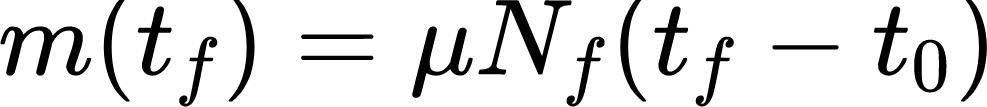 m(t_f) = μN_f(t_f − t_0)